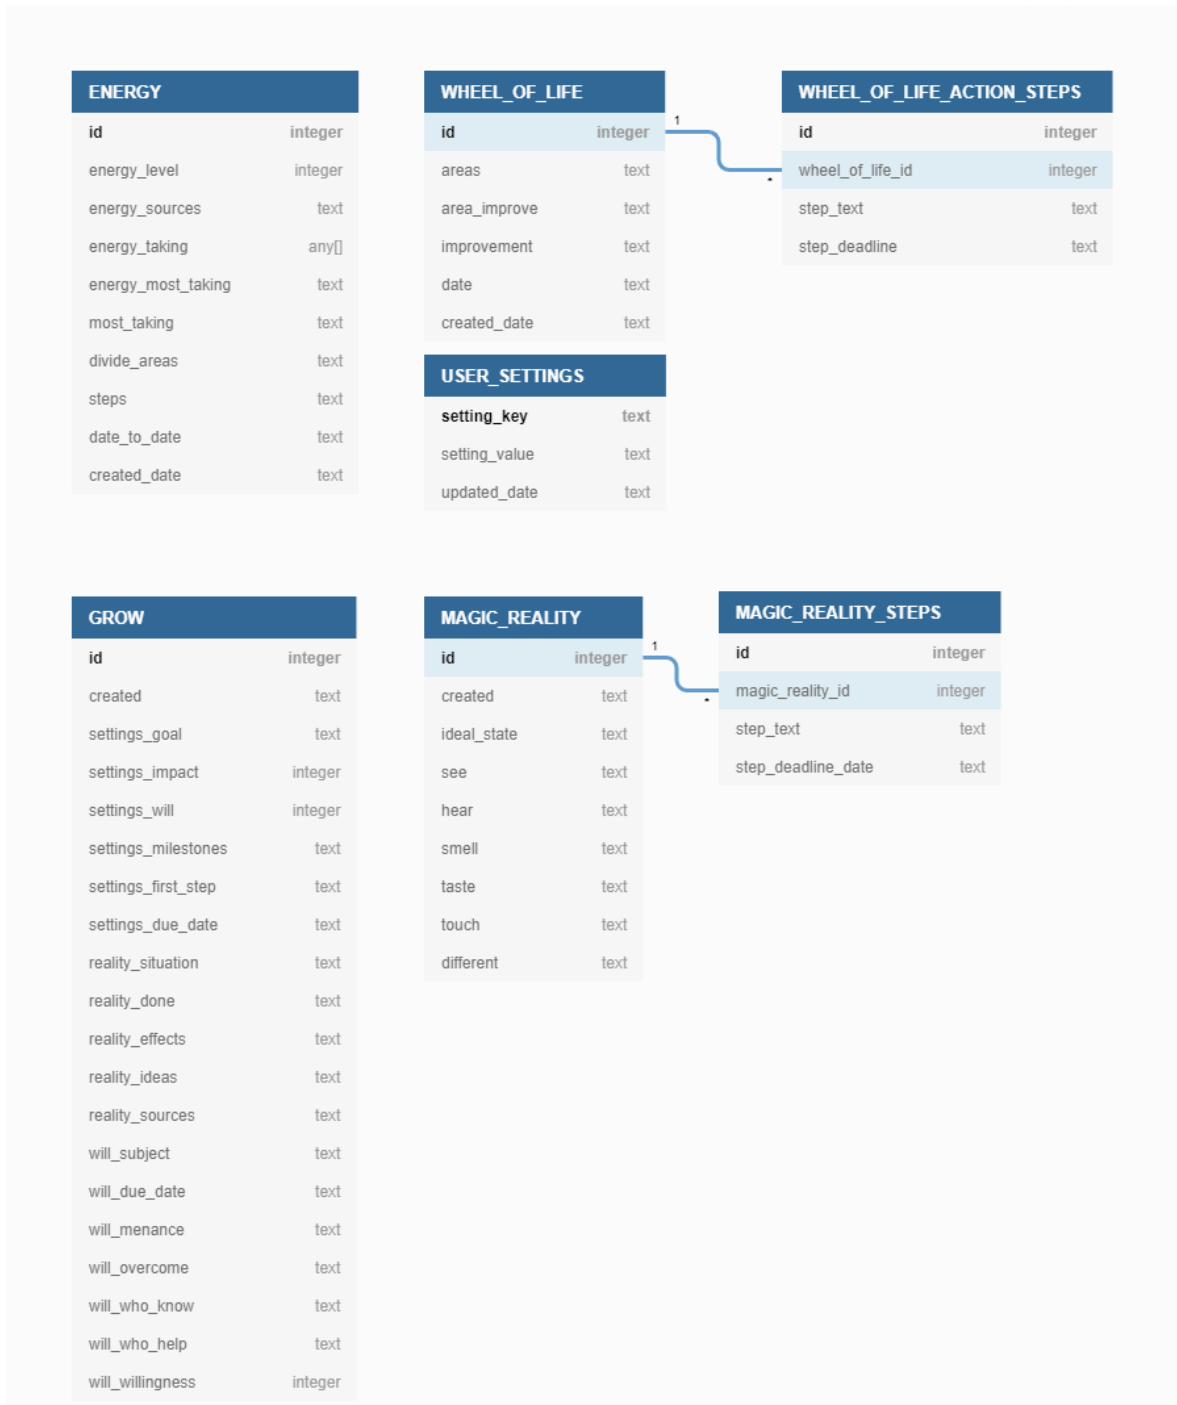 ENERGY
id integer
energy_level integer
energy_sources text
energy_taking any[]
energy_most_taking text
most_taking text
divide_areas text
steps text
date_to_date text
created_date text
WHEEL_OF_LIFE
id integer
areas text
area_improve text
improvement text
date text
created_date text
1
*
WHEEL_OF_LIFE_ACTION_STEPS
id integer
wheel_of_life_id integer
step_text text
step_deadline text
USER_SETTINGS
setting_key text
setting_value text
updated_date text
GROW
id integer
created text
settings_goal text
settings_impact integer
settings_will integer
settings_milestones text
settings_first_step text
settings_due_date text
reality_situation text
reality_done text
reality_effects text
reality_ideas text
reality_sources text
will_subject text
will_due_date text
will_menance text
will_overcome text
will_who_know text
will_who_help text
will_willingness integer
MAGIC_REALITY
id integer
created text
ideal_state text
see text
hear text
smell text
taste text
touch text
different text
1
*
MAGIC_REALITY_STEPS
id integer
magic_reality_id integer
step_text text
step_deadline_date text